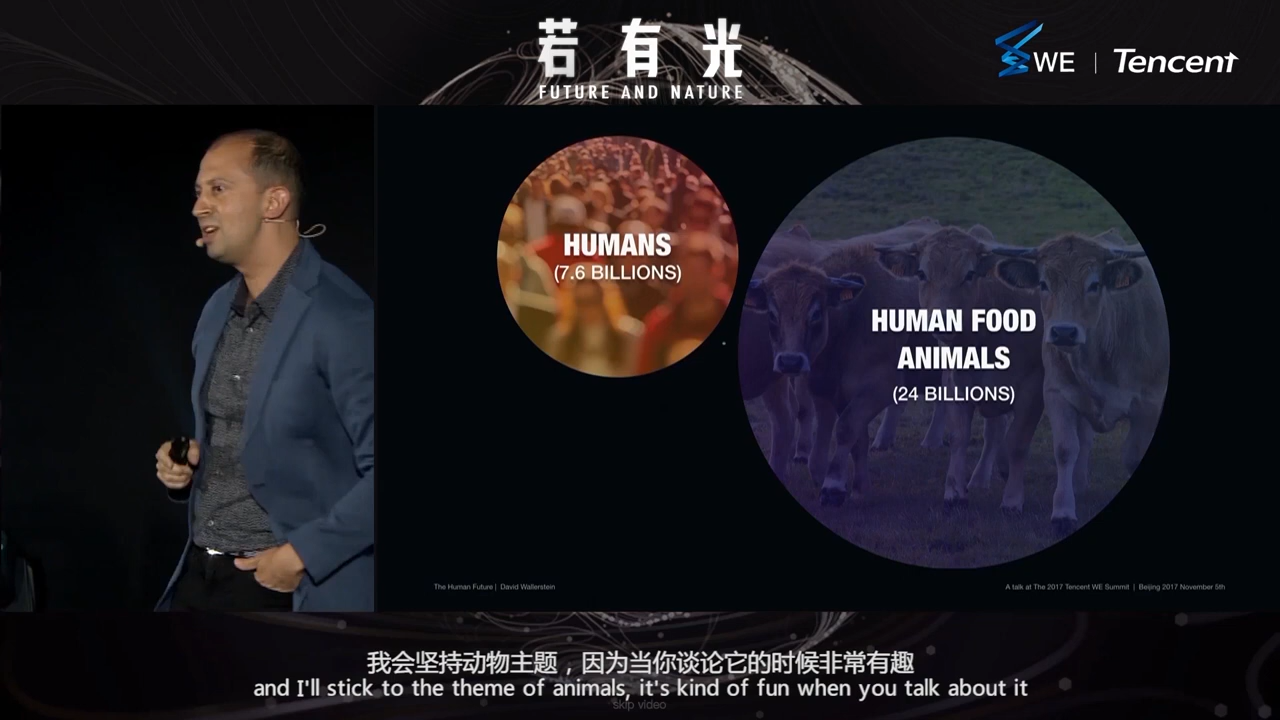 若有光
FUTURE AND NATURE
WE | Tencent
HUMANS
(7.6 BILLIONS)
HUMAN FOOD
ANIMALS
(24 BILLIONS)
The Human Future | David Wallerstein
A talk at The 2017 Tencent WE Summit | Beijing 2017 November 5th
我会坚持动物主题，因为当你谈论它的时候非常有趣
and I'll stick to the theme of animals, it's kind of fun when you talk about it
skip video